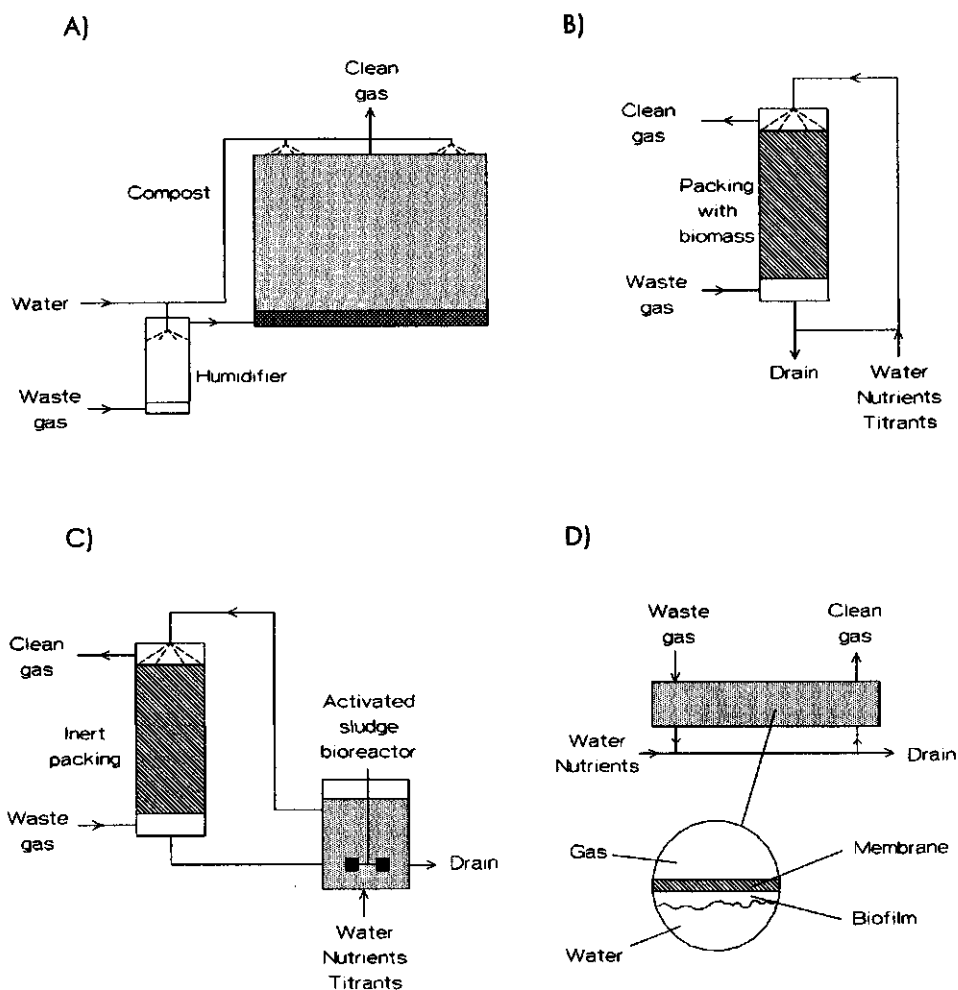 A)
Clean
gas
Compost
Water
Humidifier
Waste
gas
B)
Clean
gas
Packing
with
biomass
Waste
gas
Drain
Water
Nutrients
Titrants
C)
Clean
gas
Inert
packing
Waste
gas
Activated
sludge
bioreactor
Drain
Water
Nutrients
Titrants
D)
Waste
gas
Clean
gas
Water
Nutrients
Drain
Gas
Membrane
Biofilm
Water